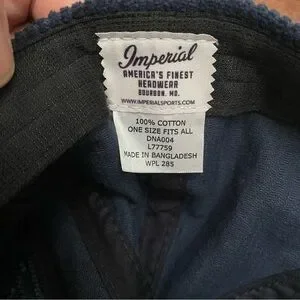 Imperial
AMERICA'S FINEST
HEADWEAR
BOURBON, MO.
WWW.IMPERIALSPORTS.COM
100% COTTON
ONE SIZE FITS ALL
DNA004
L77759
MADE IN BANGLADESH
WPL 285